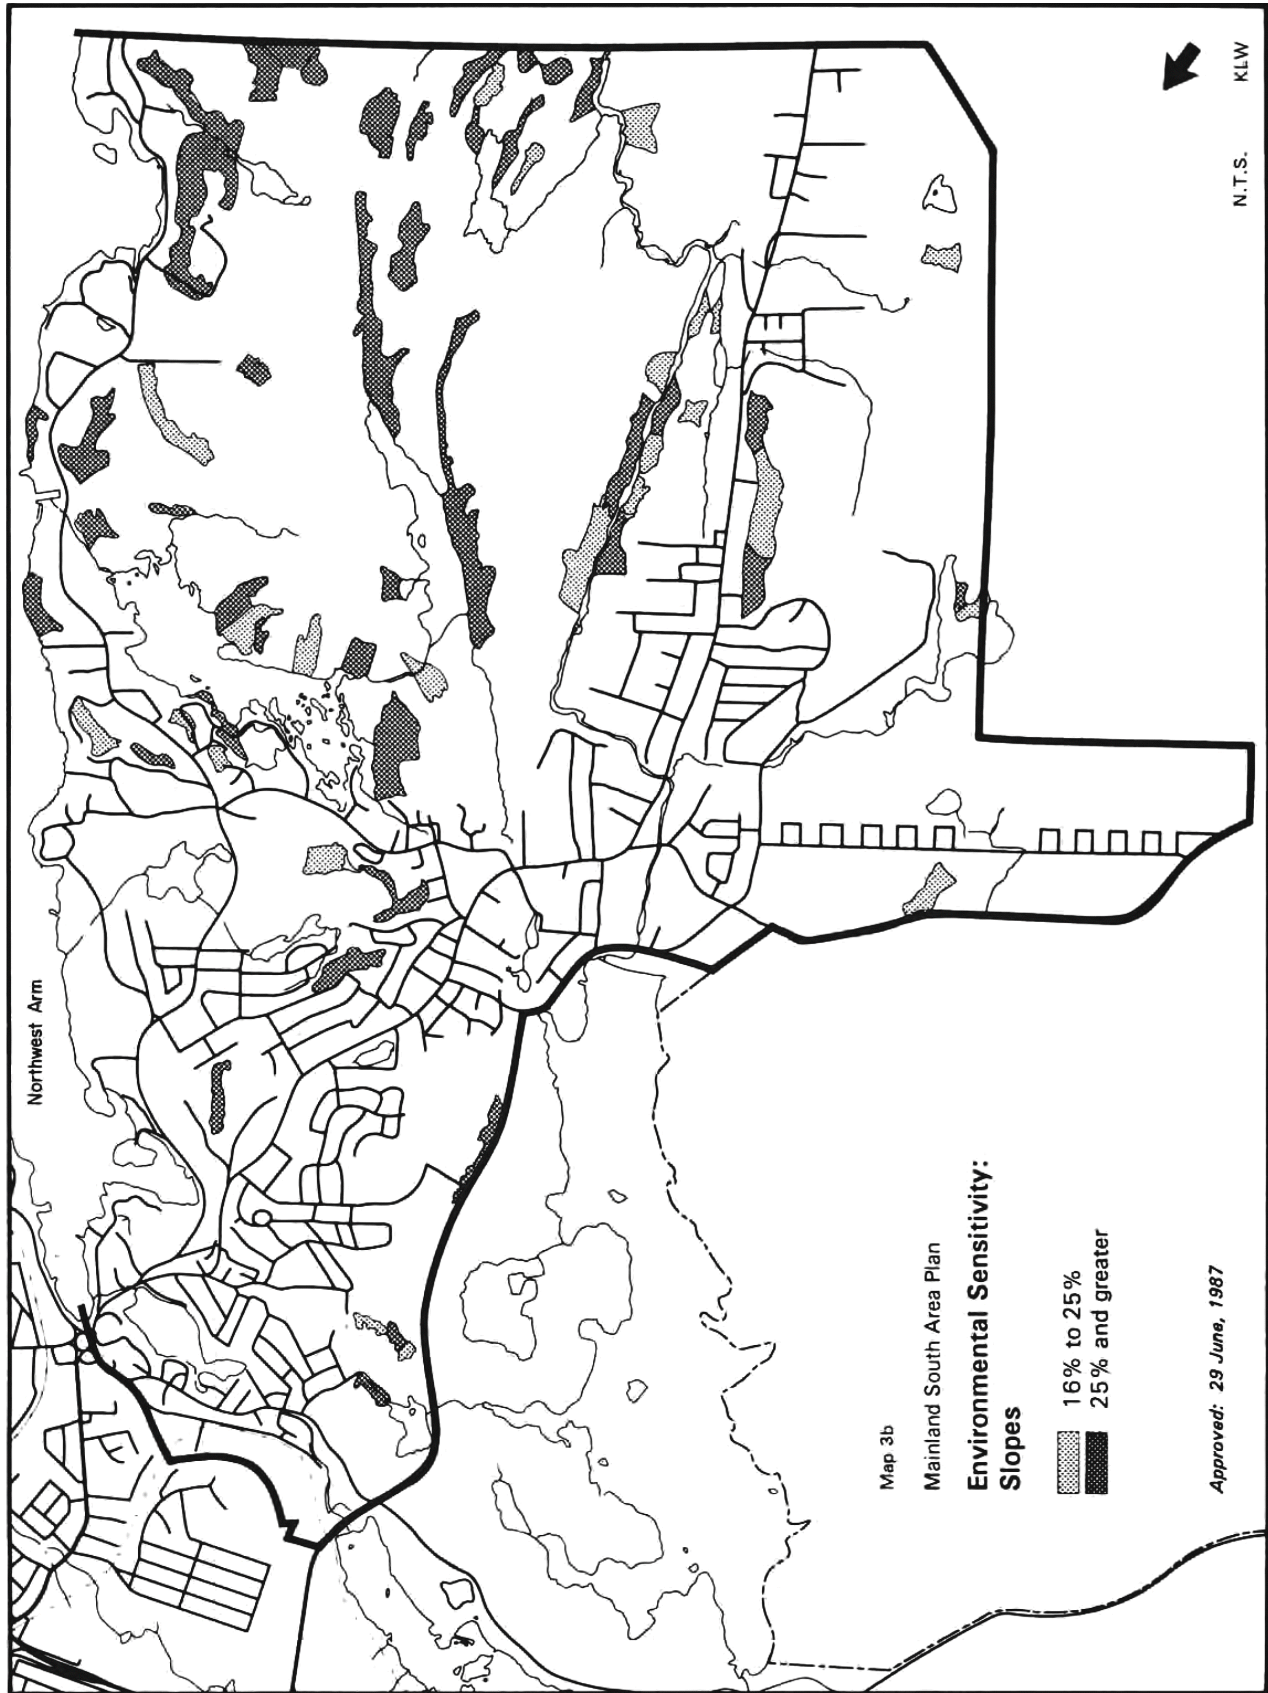 Northwest Arm
Map 3b
Mainland South Area Plan
Environmental Sensitivity:
Slopes
16% to 25%
25% and greater
Approved: 29 June, 1987
N.T.S. KLW